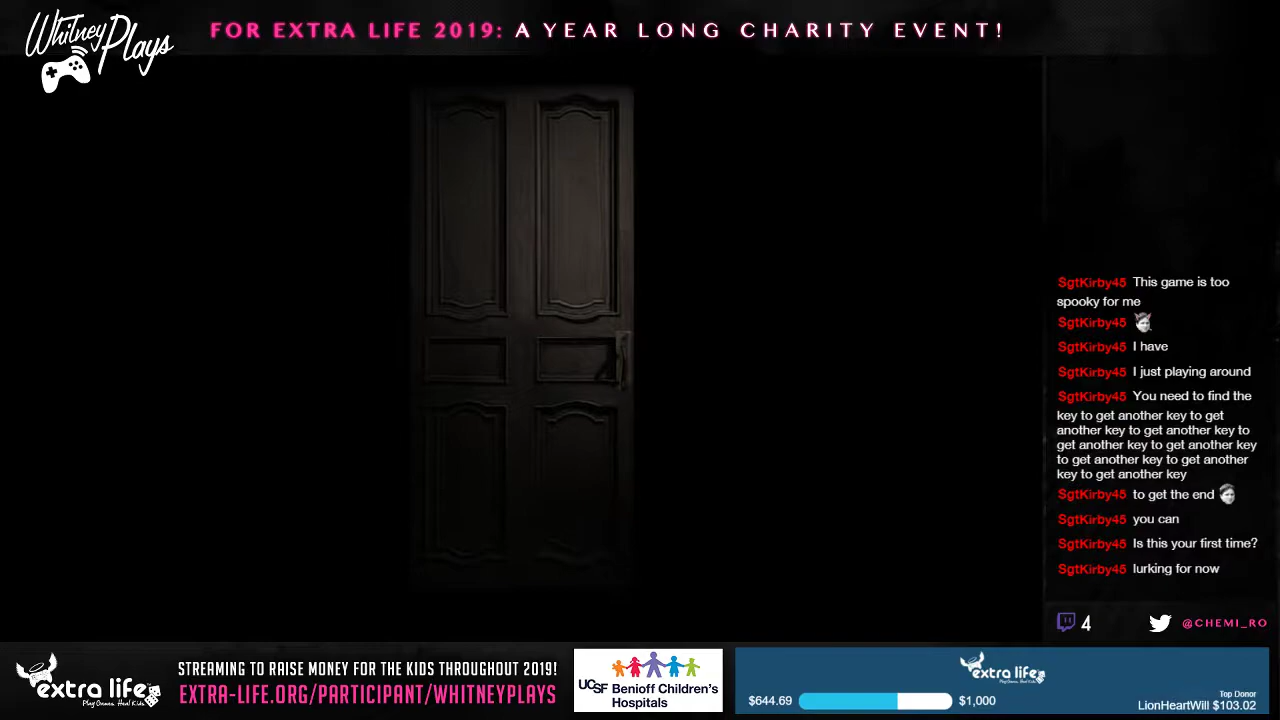 Whitney Plays
FOR EXTRA LIFE 2019: A YEAR LONG CHARITY EVENT!
SgtKirby45 This game is too
spooky for me
SgtKirby45
SgtKirby45 I have
SgtKirby45 I just playing around
SgtKirby45 You need to find the
key to get another key to get
another key to get another key to
get another key to get another key
to get another key to get another
key to get another key
SgtKirby45 to get the end
SgtKirby45 you can
SgtKirby45 Is this your first time?
SgtKirby45 lurking for now
4
@CHEMI_RO
extra life
Play Games. Heal Kids.
STREAMING TO RAISE MONEY FOR THE KIDS THROUGHOUT 2019!
EXTRA-LIFE.ORG/PARTICIPANT/WHITNEYPLAYS
UCSF Benioff Children's
Hospitals
extra life
Play Games. Heal Kids.
$644.69
$1,000
Top Donor
LionHeartWill $103.02